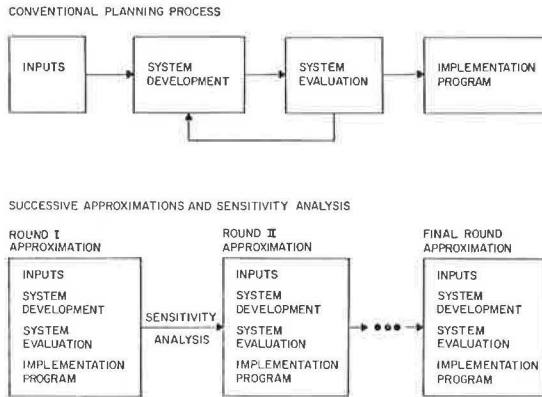 CONVENTIONAL PLANNING PROCESS
INPUTS
SYSTEM
DEVELOPMENT
SYSTEM
EVALUATION
IMPLEMENTATION
PROGRAM
SUCCESSIVE APPROXIMATIONS AND SENSITIVITY ANALYSIS
ROUND I
APPROXIMATION
INPUTS
SYSTEM
DEVELOPMENT
SYSTEM
EVALUATION
IMPLEMENTATION
PROGRAM
SENSITIVITY
ANALYSIS
ROUND II
APPROXIMATION
INPUTS
SYSTEM
DEVELOPMENT
SYSTEM
EVALUATION
IMPLEMENTATION
PROGRAM
FINAL ROUND
APPROXIMATION
INPUTS
SYSTEM
DEVELOPMENT
SYSTEM
EVALUATION
IMPLEMENTATION
PROGRAM